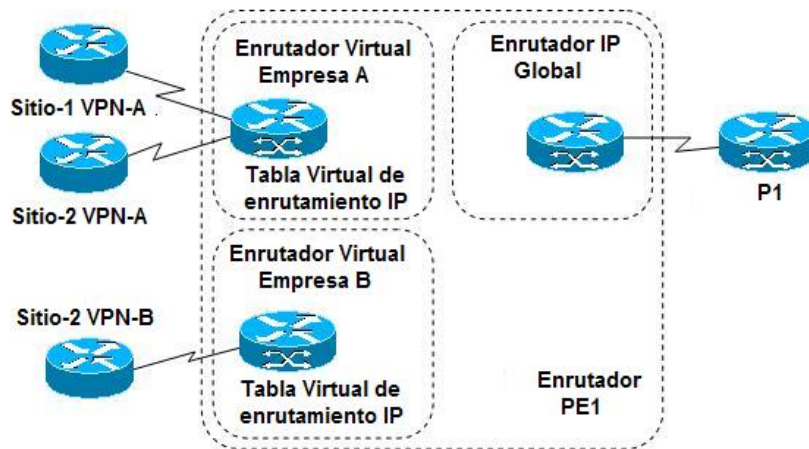 Enrutador Virtual
Empresa A
Enrutador IP
Global
Sitio-1 VPN-A
Tabla Virtual de
enrutamiento IP
P1
Sitio-2 VPN-A
Enrutador Virtual
Empresa B
Sitio-2 VPN-B
Tabla Virtual de
enrutamiento IP
Enrutador
PE1